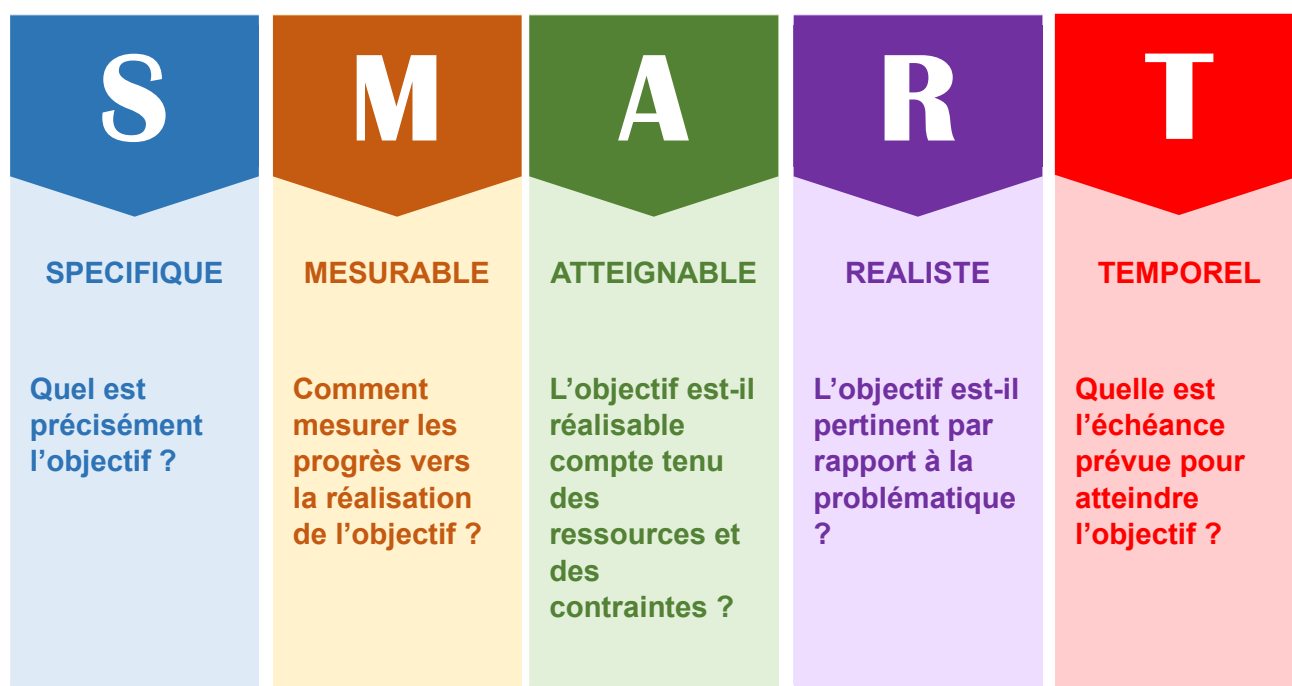 S
M
A
R
T
SPECIFIQUE
MESURABLE
ATTEIGNABLE
REALISTE
TEMPOREL
Quel est
précisément
l’objectif ?
Comment
mesurer les
progrès vers
la réalisation
de l’objectif ?
L’objectif est-il
réalisable
compte tenu
des
ressources et
des
contraintes ?
L’objectif est-il
pertinent par
rapport à la
problématique
?
Quelle est
l’échéance
prévue pour
atteindre
l’objectif ?